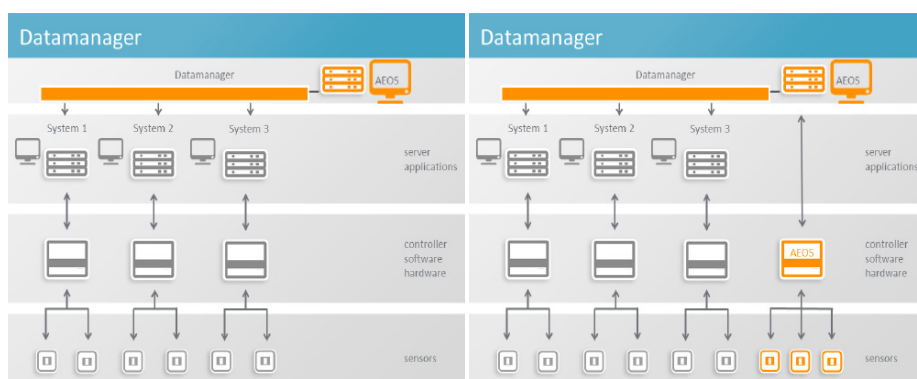 Datamanager
Datamanager
AEOS
System 1 System 2 System 3
server
applications
controller
software
hardware
sensors
Datamanager
Datamanager
AEOS
System 1 System 2 System 3
server
applications
AEOS
controller
software
hardware
sensors